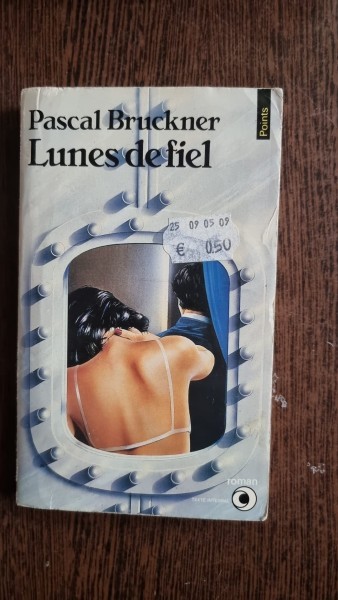 Pascal Bruckner
Lunes de fiel
Points
25 09 05 09
€ 0.50
roman